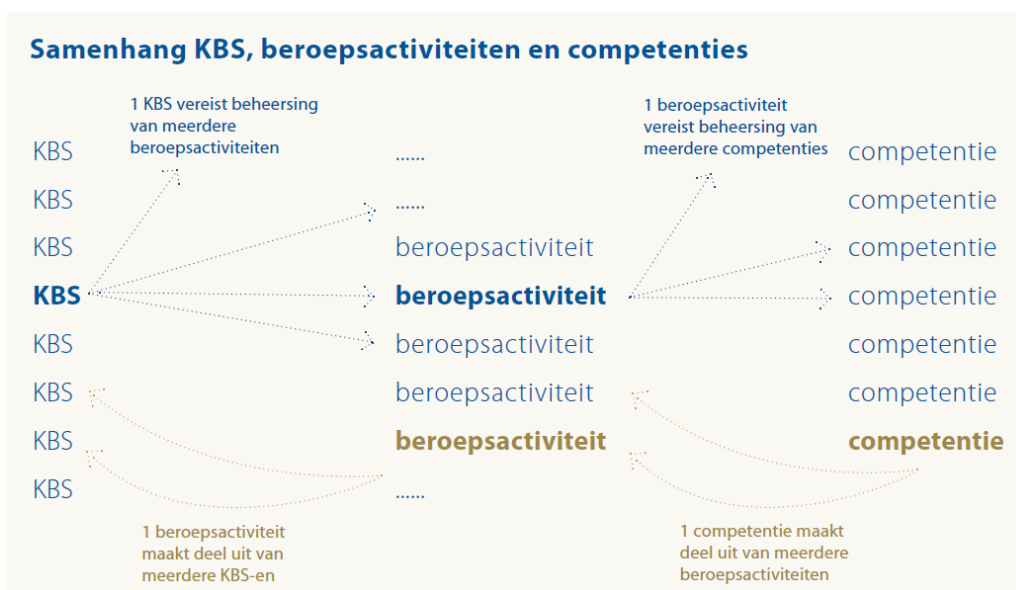 Samenhang KBS, beroepsactiviteiten en competenties
1 KBS vereist beheersing
van meerdere
beroepsactiviteiten
1 beroepsactiviteit
vereist beheersing van
meerdere competenties
KBS
......
competentie
KBS
......
competentie
KBS
beroepsactiviteit
competentie
KBS
beroepsactiviteit
competentie
KBS
beroepsactiviteit
competentie
KBS
beroepsactiviteit
competentie
KBS
beroepsactiviteit
competentie
KBS
......
1 beroepsactiviteit
maakt deel uit van
meerdere KBS-en
1 competentie maakt
deel uit van meerdere
beroepsactiviteiten